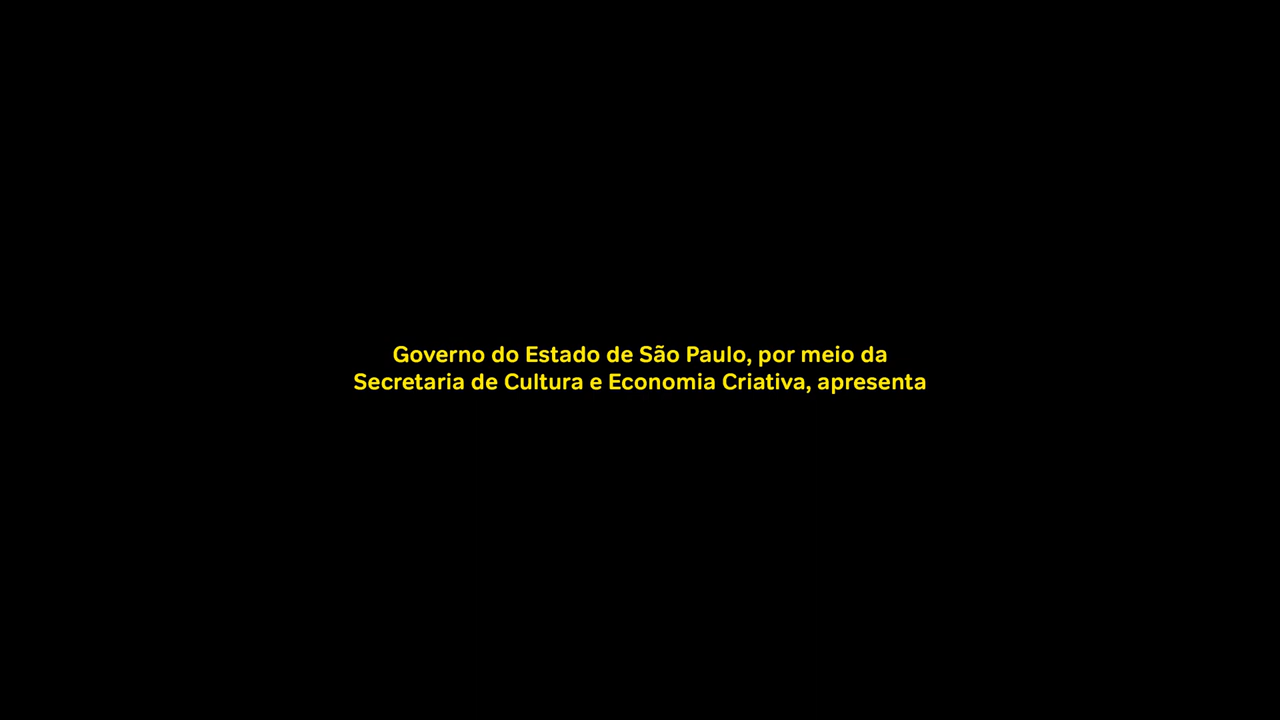 Governo do Estado de São Paulo, por meio da
Secretaria de Cultura e Economia Criativa, apresenta